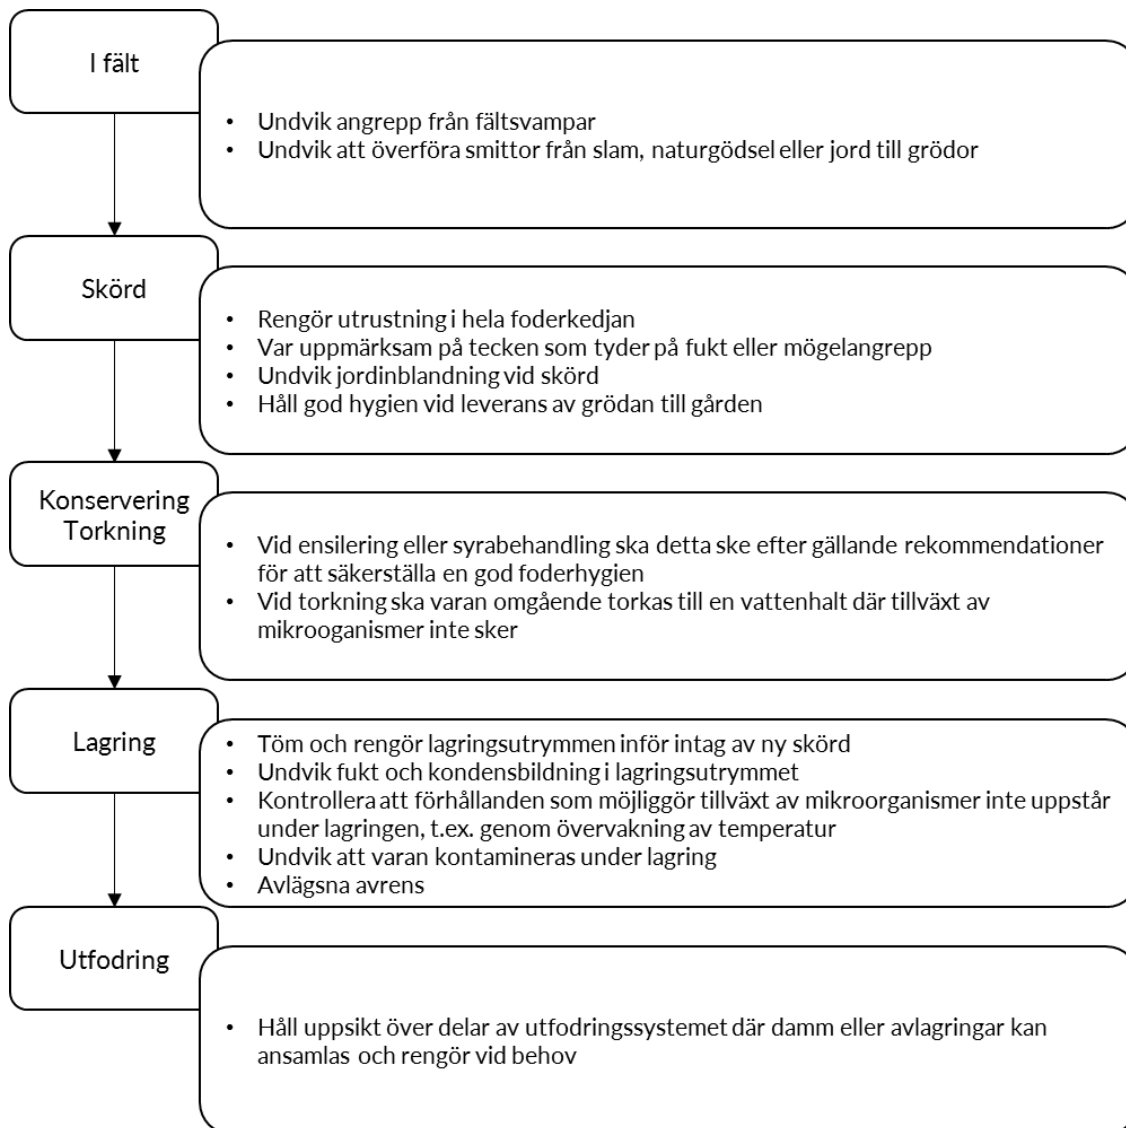 I fält
• Undvik angrepp från fältsvampar
• Undvik att överföra smittor från slam, naturgödsel eller jord till grödor
Skörd
• Rengör utrustning i hela foderkedjan
• Var uppmärksam på tecken som tyder på fukt eller mögelangrepp
• Undvik jordinblandning vid skörd
• Håll god hygien vid leverans av grödan till gården
Konservering
Torkning
• Vid ensilering eller syrabehandling ska detta ske efter gällande rekommendationer
för att säkerställa en god foderhygien
• Vid torkning ska varan omgående torkas till en vattenhalt där tillväxt av
mikrooganismer inte sker
Lagring
• Töm och rengör lagringsutrymmen inför intag av ny skörd
• Undvik fukt och kondensbildning i lagringsutrymmet
• Kontrollera att förhållanden som möjliggör tillväxt av mikroorganismer inte uppstår
under lagringen, t.ex. genom övervakning av temperatur
• Undvik att varan kontamineras under lagring
• Avlägsna avrens
Utfodring
• Håll uppsikt över delar av utfodringssystemet där damm eller avlagringar kan
ansamlas och rengör vid behov